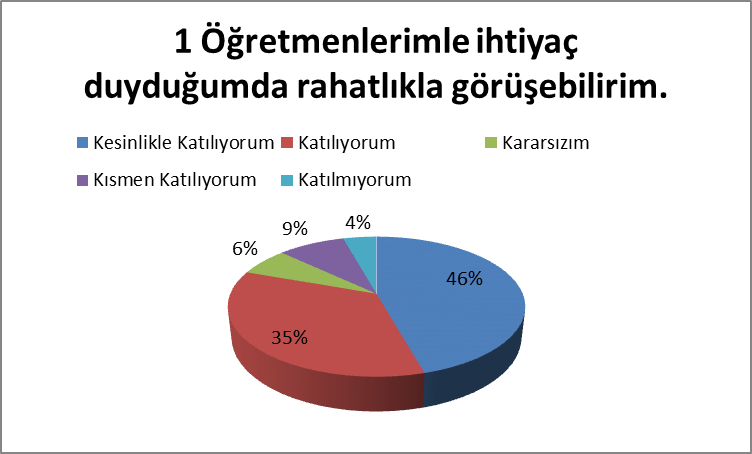 1 Öğretmenlerimle ihtiyaç
duyduğumda rahatlıkla görüşebilirim.
Kesinlikle Katılıyorum Katılıyorum Kararsızım
Kısmen Katılıyorum Katılmıyorum
4%
9%
6%
46%
35%